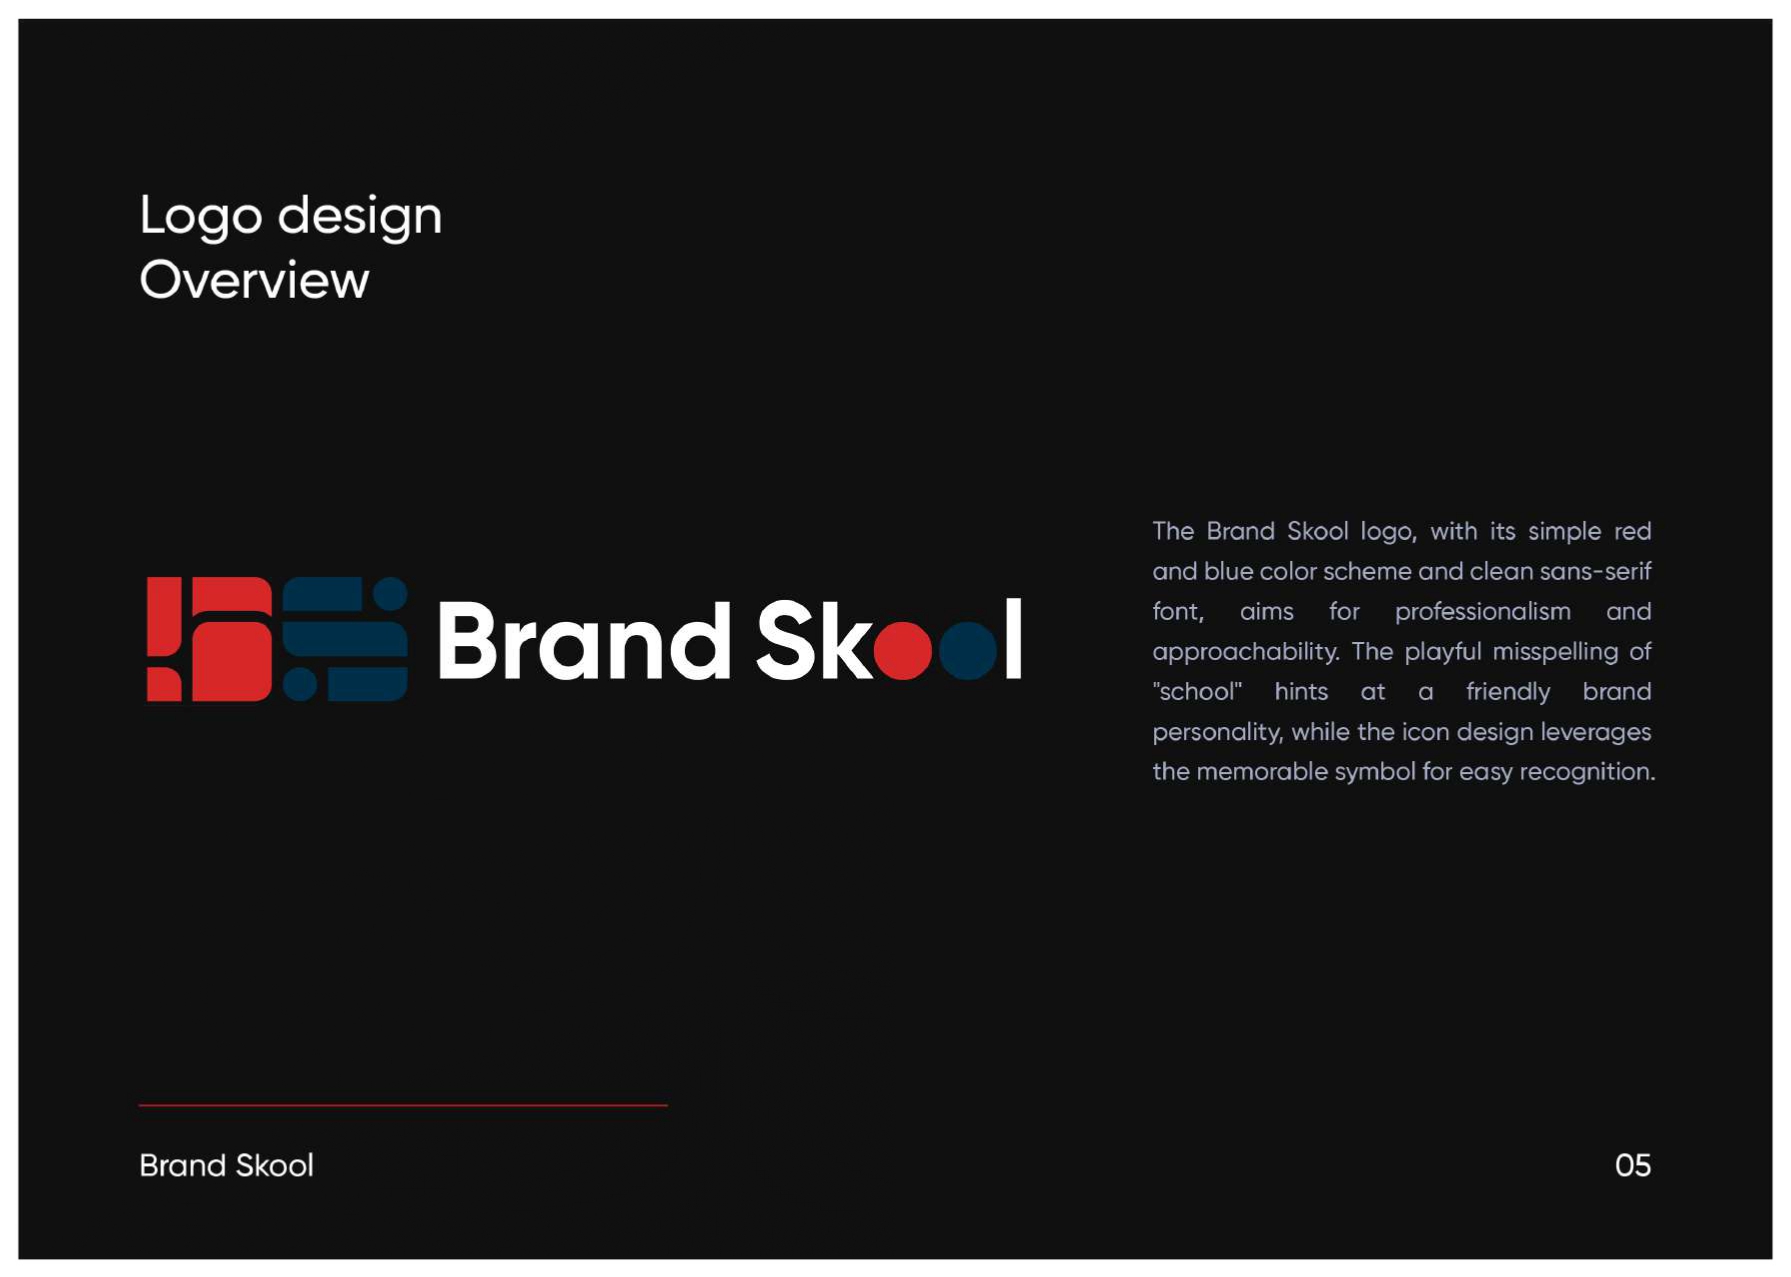 Logo design
Overview
Brand Skool
The Brand Skool logo, with its simple red
and blue color scheme and clean sans-serif
font, aims for professionalism and
approachability. The playful misspelling of
"school" hints at a friendly brand
personality, while the icon design leverages
the memorable symbol for easy recognition.
Brand Skool
05